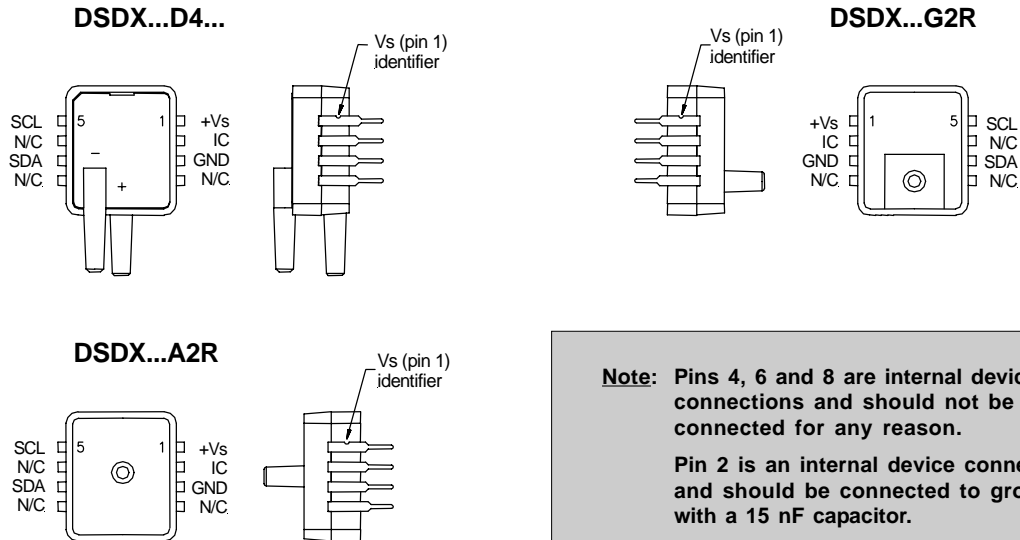 DSDX...D4...
Vs (pin 1)
identifier
SCL 5 1 +Vs
N/C IC
SDA – GND
N/C + N/C
DSDX...G2R
Vs (pin 1)
identifier
+Vs 1 5 SCL
IC N/C
GND SDA
N/C N/C
DSDX...A2R
Vs (pin 1)
identifier
SCL 5 1 +Vs
N/C IC
SDA GND
N/C N/C
Note: Pins 4, 6 and 8 are internal devic
connections and should not be
connected for any reason.
Pin 2 is an internal device conne
and should be connected to gro
with a 15 nF capacitor.